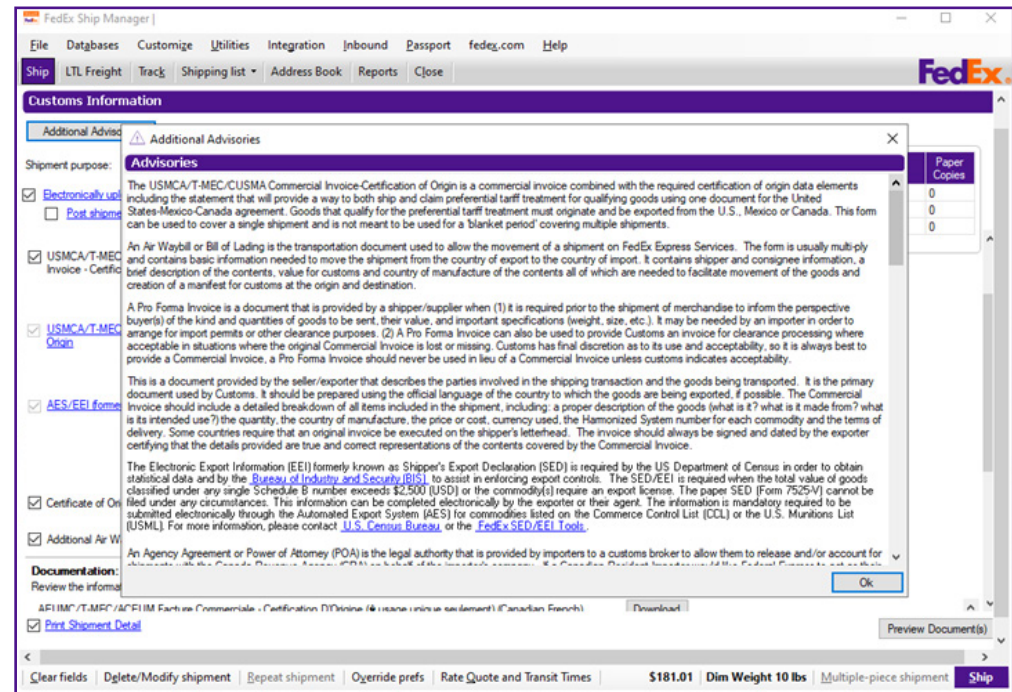 FedEx Ship Manager |
File Databases Customize Utilities Integration Inbound Passport fedex.com Help
Ship LTL Freight Track Shipping list Address Book Reports Close
FedEx
Customs Information
Additional Adviso
Additional Advisories
Shipment purpose:
Advisories
Paper
Copies
The USMCA/T-MEC/CUSMA Commercial Invoice-Certification of Origin is a commercial invoice combined with the required certification of origin data elements
including the statement that will provide a way to both ship and claim preferential tariff treatment for qualifying goods using one document for the United
States-Mexico-Canada agreement. Goods that qualify for the preferential tariff treatment must originate and be exported from the U.S., Mexico or Canada. This form
can be used to cover a single shipment and is not meant to be used for a 'blanket period' covering multiple shipments.
Electronically upl
0
Post shipme
0
0
USMCA/T-MEC
Invoice - Certific
An Air Waybill or Bill of Lading is the transportation document used to allow the movement of a shipment on FedEx Express Services. The form is usually multi-ply
and contains basic information needed to move the shipment from the country of export to the country of import. It contains shipper and consignee information, a
brief description of the contents, value for customs and country of manufacture of the contents all of which are needed to facilitate movement of the goods and
creation of a manifest for customs at the origin and destination.
USMCA/T-MEC
Origin
A Pro Forma Invoice is a document that is provided by a shipper/supplier when (1) it is required prior to the shipment of merchandise to inform the perspective
buyer(s) of the kind and quantities of goods to be sent, their value, and important specifications (weight, size, etc.). It may be needed by an importer in order to
arrange for import permits or other clearance purposes. (2) A Pro Forma Invoice can also be used to provide Customs an invoice for clearance processing where
acceptable in situations where the original Commercial Invoice is lost or missing. Customs has final discretion as to its use and acceptability, so it is always best to
provide a Commercial Invoice, a Pro Forma Invoice should never be used in lieu of a Commercial Invoice unless customs indicates acceptability.
AES/EEI (forme
This is a document provided by the seller/exporter that describes the parties involved in the shipping transaction and the goods being transported. It is the primary
document used by Customs. It should be prepared using the official language of the country to which the goods are being exported, if possible. The Commercial
Invoice should include a detailed breakdown of all items included in the shipment, including: a proper description of the goods (what is it? what is it made from? what
is its intended use?) the quantity, the country of manufacture, the price or cost, currency used, the Harmonized System number for each commodity and the terms of
delivery. Some countries require that an original invoice be executed on the shipper's letterhead. The invoice should always be signed and dated by the exporter
certifying that the details provided are true and correct representations of the contents covered by the Commercial Invoice.
Certificate of Ori
The Electronic Export Information (EEI) formerly known as Shipper's Export Declaration (SED) is required by the US Department of Census in order to obtain
statistical data and by the Bureau of Industry and Security (BIS) to assist in enforcing export controls. The SED/EEI is required when the total value of goods
classified under any single Schedule B number exceeds $2,500 (USD) or the commodity(s) require an export license. The paper SED (Form 7525-V) cannot be
filed under any circumstances. This information can be completed electronically by the exporter or their agent. The information is mandatory required to be
submitted electronically through the Automated Export System (AES) for commodities listed on the Commerce Control List (CCL) or the U.S. Munitions List
(USML). For more information, please contact U.S. Census Bureau or the FedEx SED/EEI Tools.
Additional Air W
An Agency Agreement or Power of Attorney (POA) is the legal authority that is provided by importers to a customs broker to allow them to release and/or account for
Ok
Documentation:
Review the informat
AEUMC/T-MEC/ACEUM Facture Commerciale - Certification D'Origine (à usage unique seulement) (Canadian French) Download
Print Shipment Detail
Preview Document(s)
Clear fields Delete/Modify shipment Repeat shipment Override prefs Rate Quote and Transit Times $181.01 Dim Weight 10 lbs Multiple-piece shipment Ship